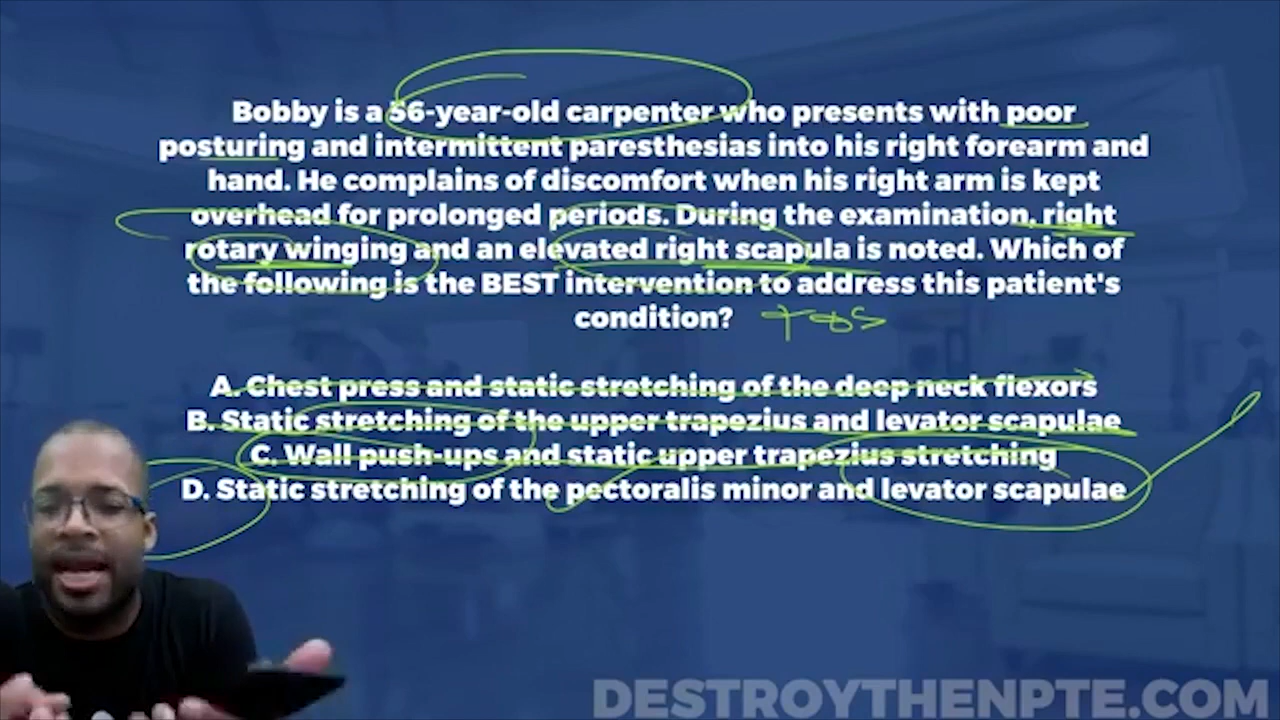 Bobby is a 56-year-old carpenter who presents with poor
posturing and intermittent paresthesias into his right forearm and
hand. He complains of discomfort when his right arm is kept
overhead for prolonged periods. During the examination, right
rotary winging and an elevated right scapula is noted. Which of
the following is the BEST intervention to address this patient's
condition? TOS
A. Chest press and static stretching of the deep neck flexors
B. Static stretching of the upper trapezius and levator scapulae
C. Wall push-ups and static upper trapezius stretching
D. Static stretching of the pectoralis minor and levator scapulae
DESTROYTHENPTE.COM